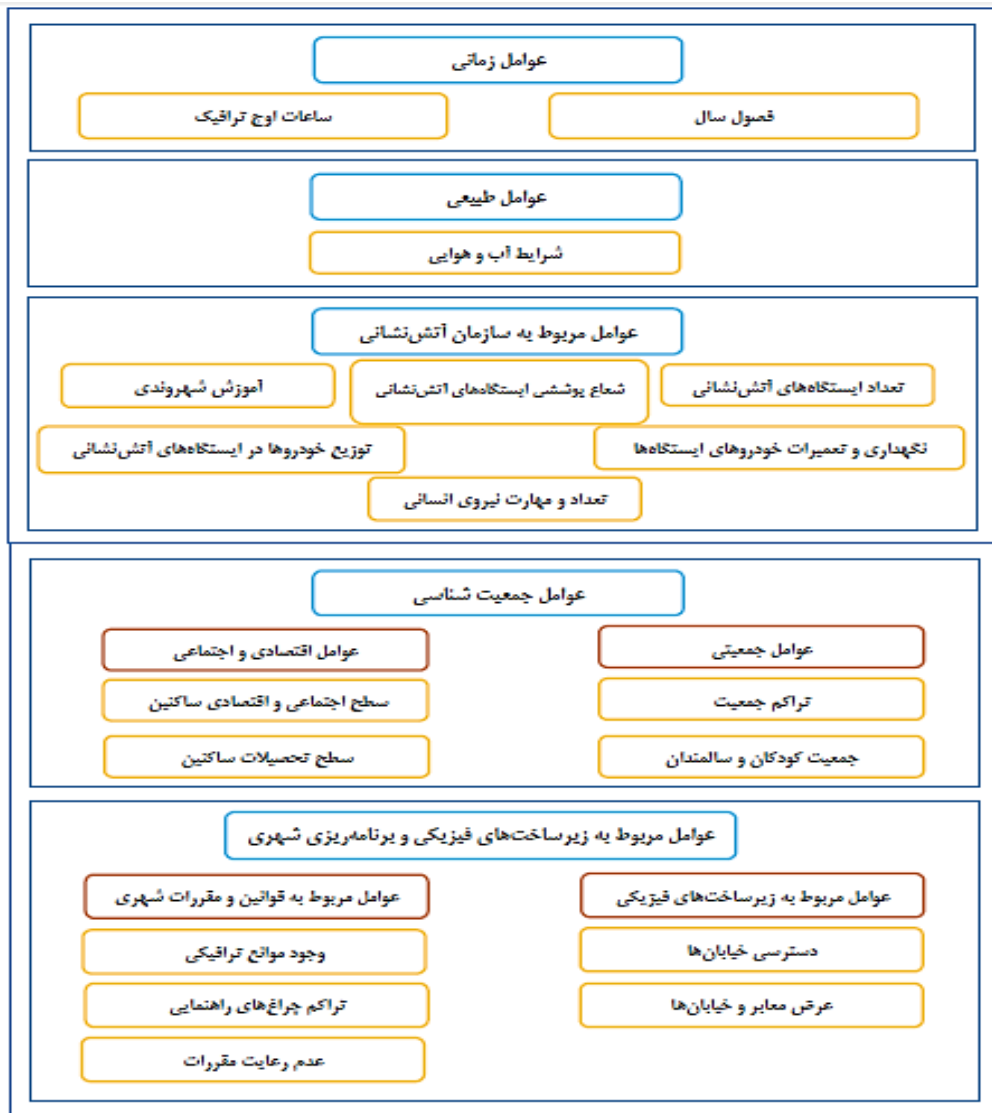 عوامل زمانی
فصول سال
ساعات اوج ترافیک
عوامل طبیعی
شرایط آب و هوایی
عوامل مربوط به سازمان آتش‌نشانی
تعداد ایستگاه‌های آتش‌نشانی
شعاع پوششی ایستگاه‌های آتش‌نشانی
آموزش شهروندی
نگهداری و تعمیرات خودروهای ایستگاه‌ها
توزیع خودروها در ایستگاه‌های آتش‌نشانی
تعداد و مهارت نیروی انسانی
عوامل جمعیت شناسی
عوامل جمعیتی
تراکم جمعیت
جمعیت کودکان و سالمندان
عوامل اقتصادی و اجتماعی
سطح اجتماعی و اقتصادی ساکنین
سطح تحصیلات ساکنین
عوامل مربوط به زیرساخت‌های فیزیکی و برنامه‌ریزی شهری
عوامل مربوط به زیرساخت‌های فیزیکی
دسترسی خیابان‌ها
عرض معابر و خیابان‌ها
عوامل مربوط به قوانین و مقررات شهری
وجود موانع ترافیکی
تراکم چراغ‌های راهنمایی
عدم رعایت مقررات